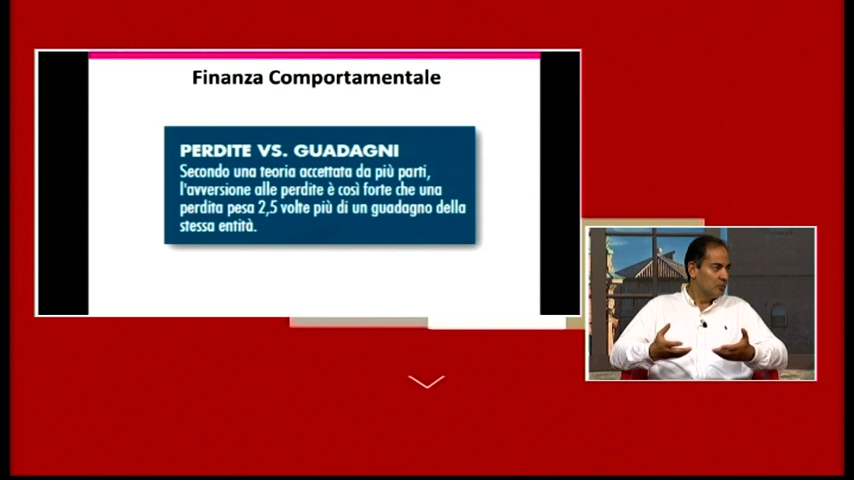 Finanza Comportamentale
PERDITE VS. GUADAGNI
Secondo una teoria accettata da più parti,
l'avversione alle perdite è così forte che una
perdita pesa 2,5 volte più di un guadagno della
stessa entità.